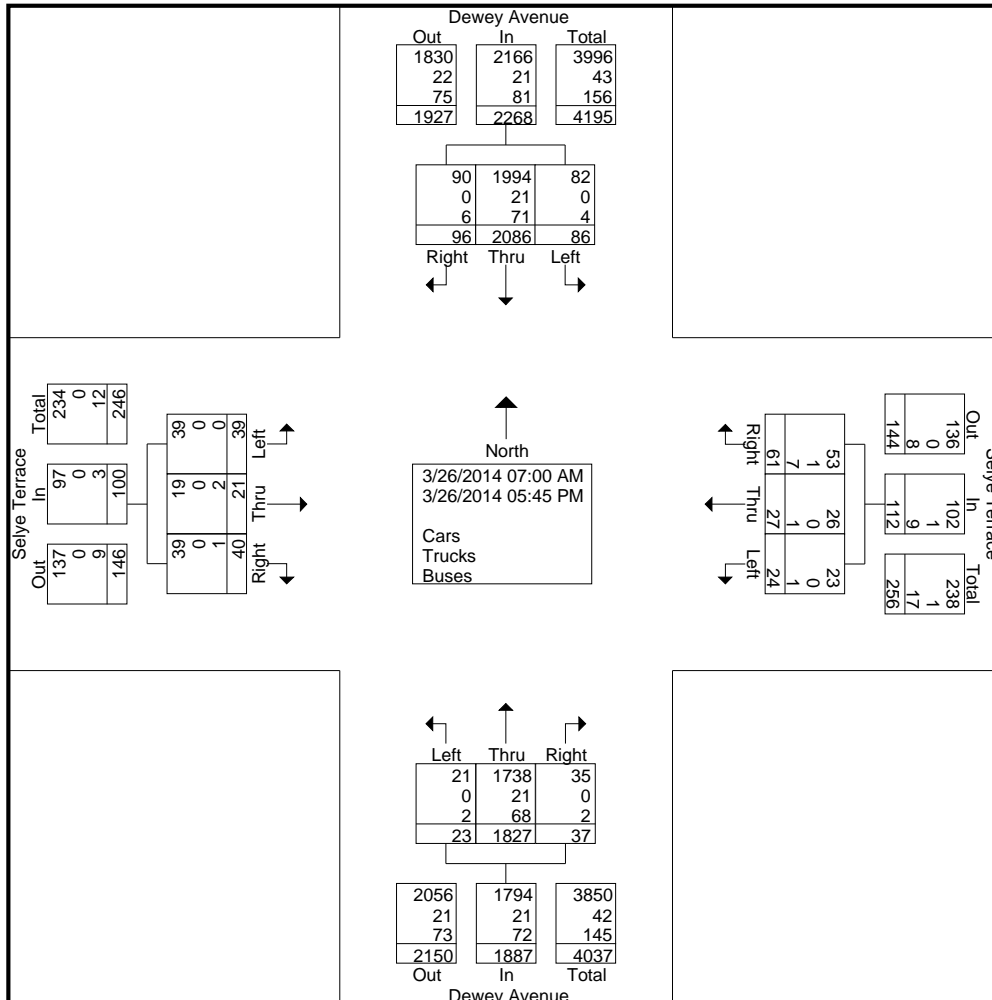 Dewey Avenue
Out In Total
1830 2166 3996
22 21 43
75 81 156
1927 2268 4195
90 1994 82
0 21 0
6 71 4
96 2086 86
Right Thru Left
Selye Terrace
Total In Out
234 97 137
0 0 0
12 3 9
246 100 146
39 19 39
0 0 0
0 2 1
39 21 40
Left Thru Right
North
3/26/2014 07:00 AM
3/26/2014 05:45 PM
Cars
Trucks
Buses
Right Thru Left
53 26 23
1 0 0
7 1 1
61 27 24
Selye Terrace
Out In Total
136 102 238
0 1 1
8 9 17
144 112 256
Left Thru Right
21 1738 35
0 21 0
2 68 2
23 1827 37
2056 1794 3850
21 21 42
73 72 145
2150 1887 4037
Out In Total
Dewey Avenue